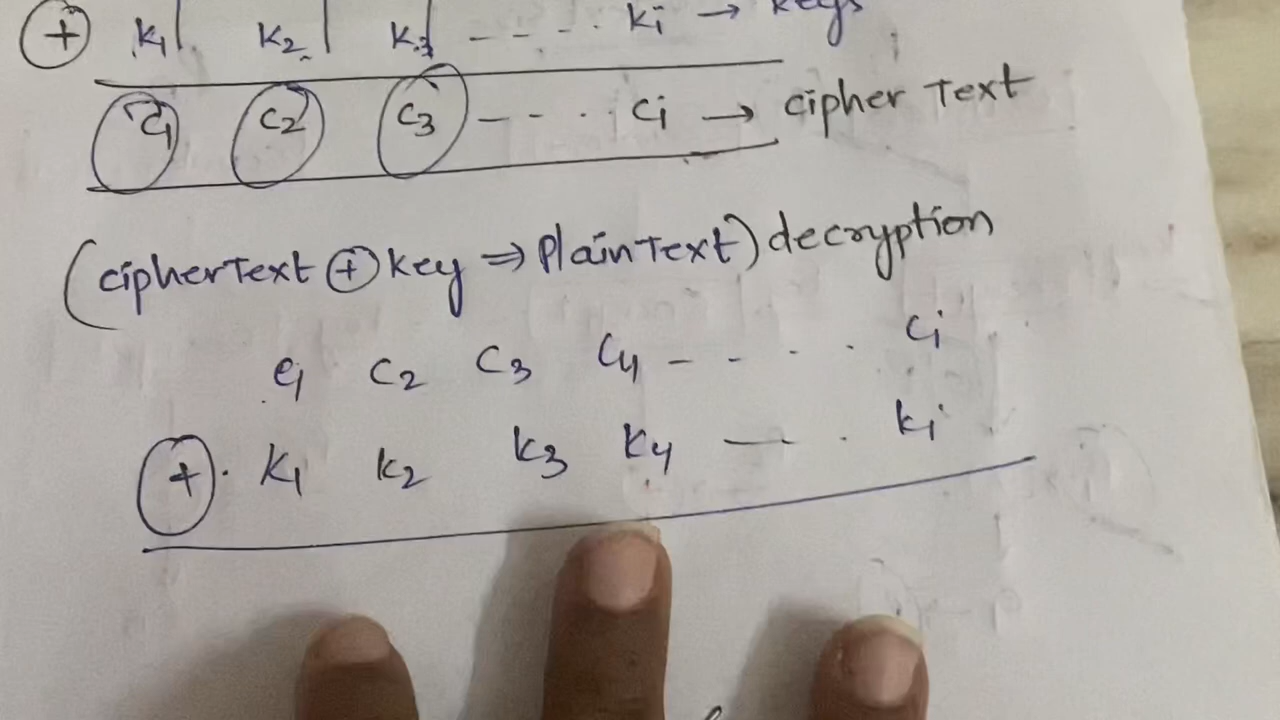 ⊕ k1 k2 k3 - - . . . ki → keys
c1 c2 c3 - - . . ci → cipher Text
(cipherText ⊕ key ⇒ plainText) decryption
c1 c2 c3 c4 - - . . ci
⊕ k1 k2 k3 k4 — . . ki